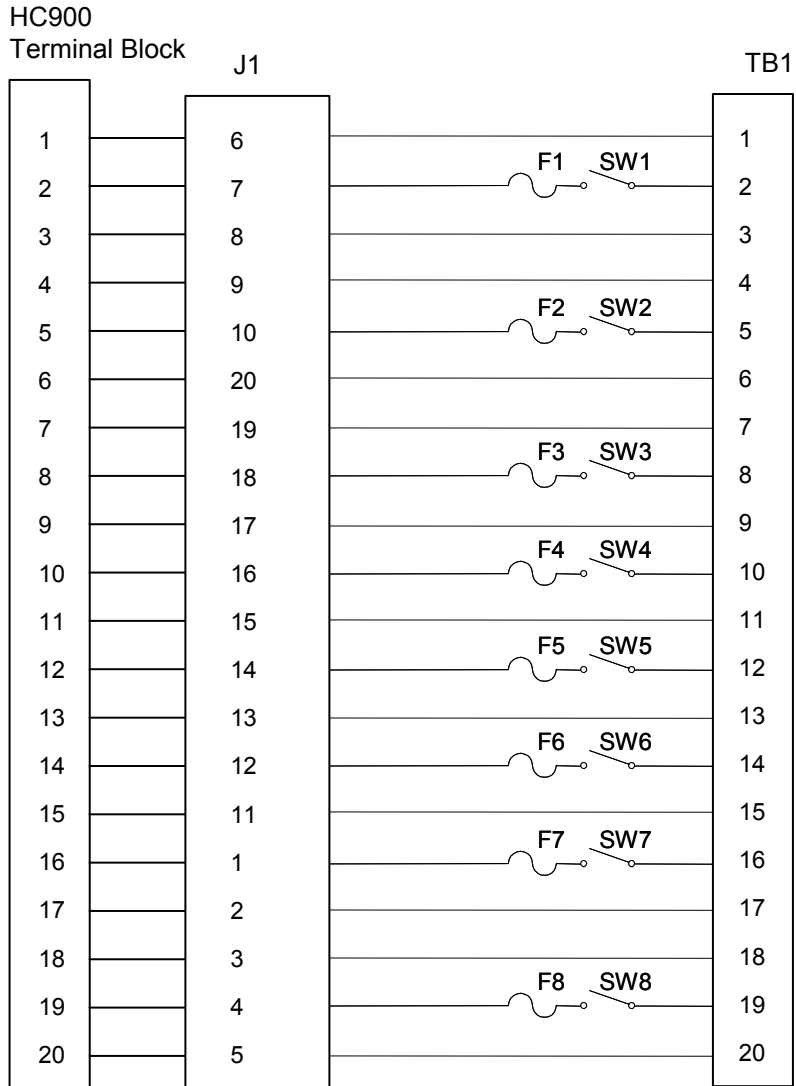 HC900
Terminal Block
J1
TB1
1 6 1
F1 SW1
2 7 2
3 8 3
4 9 4
F2 SW2
5 10 5
6 20 6
7 19 7
F3 SW3
8 18 8
9 17 9
F4 SW4
10 16 10
11 15 11
F5 SW5
12 14 12
13 13 13
F6 SW6
14 12 14
15 11 15
F7 SW7
16 1 16
17 2 17
18 3 18
F8 SW8
19 4 19
20 5 20